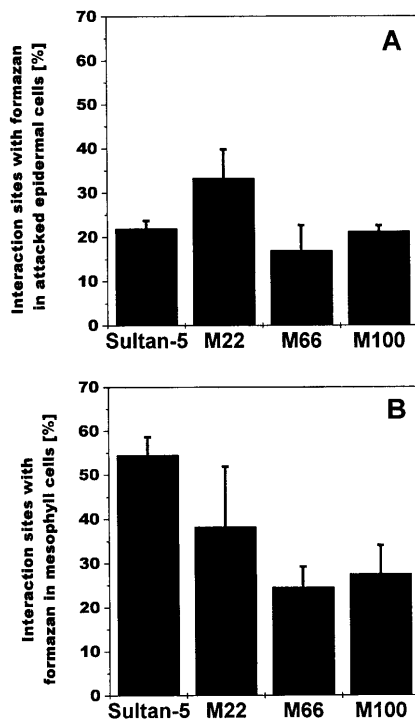 A
Interaction sites with formazan
in attacked epidermal cells [%]
70
60
50
40
30
20
10
0
Sultan-5 M22 M66 M100
B
Interaction sites with
formazan in mesophyll cells [%]
70
60
50
40
30
20
10
0
Sultan-5 M22 M66 M100